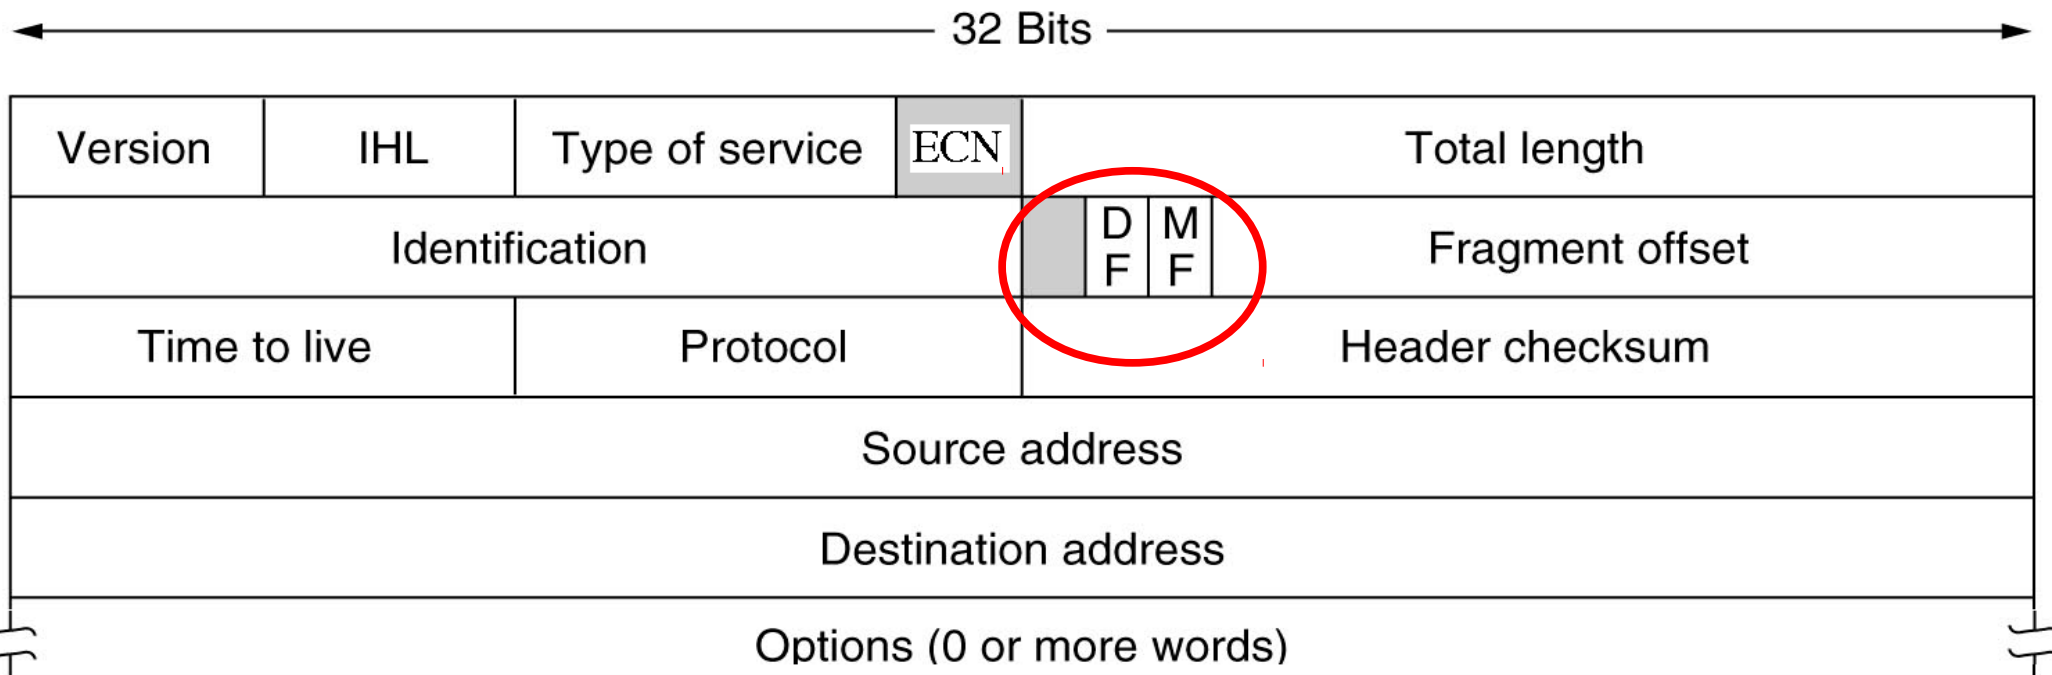 32 Bits
Version IHL Type of service ECN Total length
Identification D F M F Fragment offset
Time to live Protocol Header checksum
Source address
Destination address
Options (0 or more words)